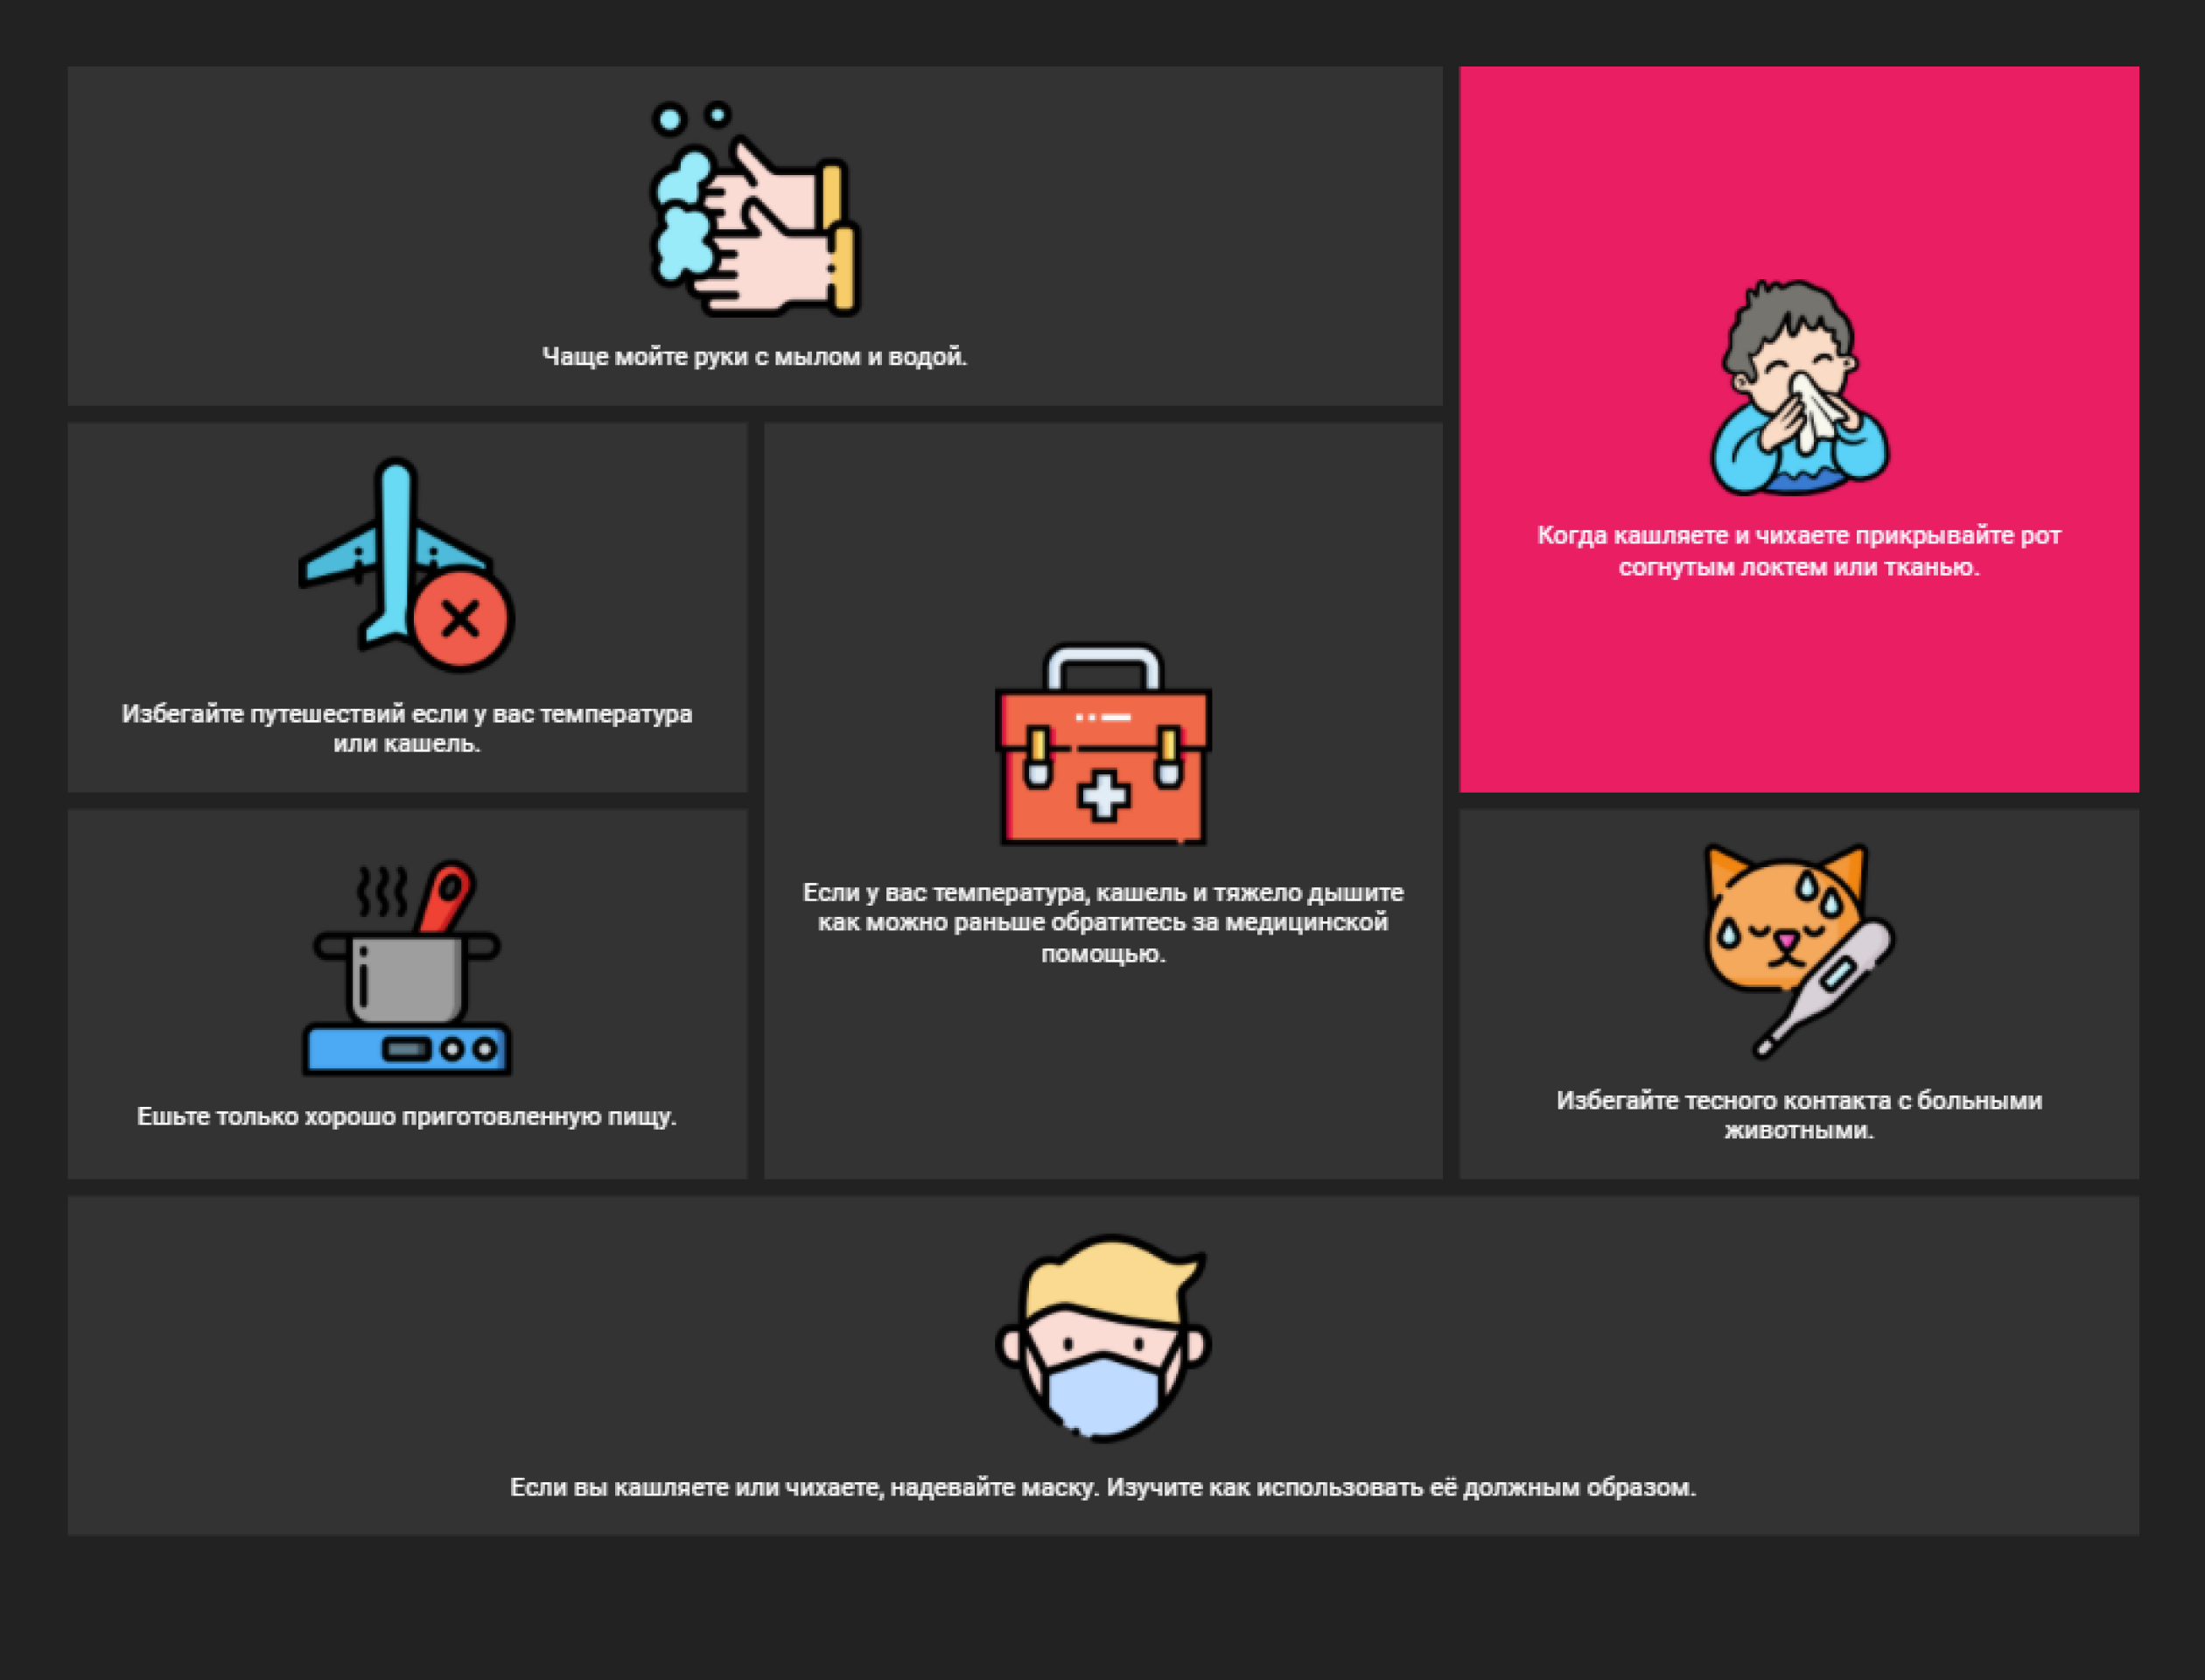 Чаще мойте руки с мылом и водой.
Когда кашляете и чихаете прикрывайте рот
согнутым локтем или тканью.
Избегайте путешествий если у вас температура
или кашель.
Если у вас температура, кашель и тяжело дышите
как можно раньше обратитесь за медицинской
помощью.
Ешьте только хорошо приготовленную пищу.
Избегайте тесного контакта с больными
животными.
Если вы кашляете или чихаете, надевайте маску. Изучите как использовать её должным образом.